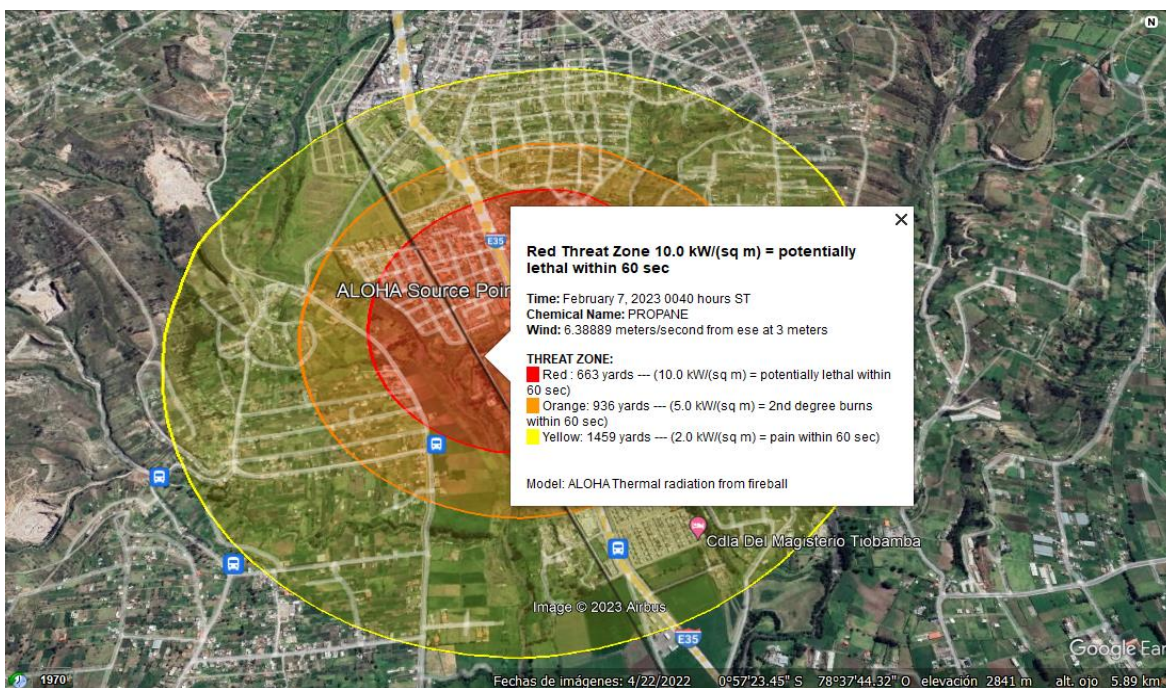 N
E35
ALOHA Source Poin
Red Threat Zone 10.0 kW/(sq m) = potentially
lethal within 60 sec
Time: February 7, 2023 0040 hours ST
Chemical Name: PROPANE
Wind: 6.38889 meters/second from ese at 3 meters
THREAT ZONE:
Red : 663 yards --- (10.0 kW/(sq m) = potentially lethal within
60 sec)
Orange: 936 yards --- (5.0 kW/(sq m) = 2nd degree burns
within 60 sec)
Yellow: 1459 yards --- (2.0 kW/(sq m) = pain within 60 sec)
Model: ALOHA Thermal radiation from fireball
Cdla Del Magisterio Tiobamba
Image © 2023 Airbus
E35
Google Ear
1970
Fechas de imágenes: 4/22/2022 0°57'23.45" S 78°37'44.32" O elevación 2841 m alt. ojo 5.89 km